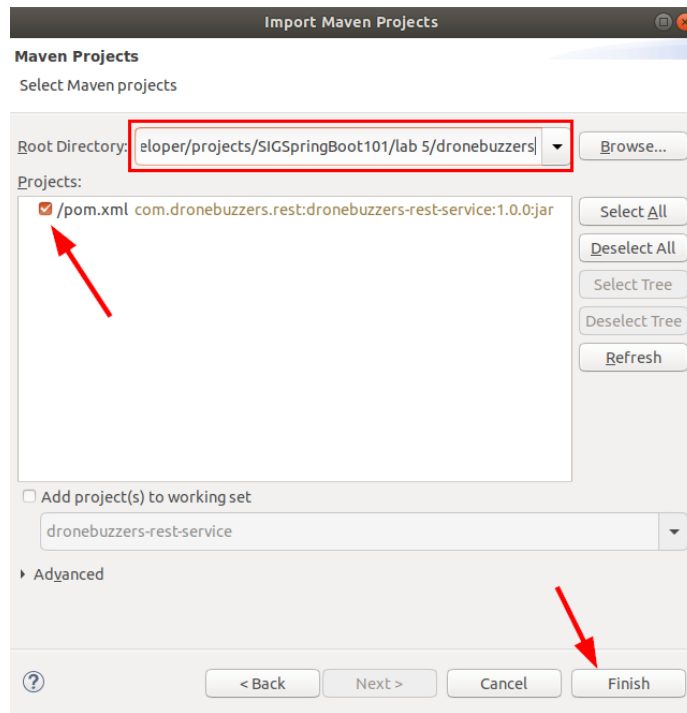 Import Maven Projects
Maven Projects
Select Maven projects
Root Directory: eloper/projects/SIGSpringBoot101/lab 5/dronebuzzers Browse...
Projects:
/pom.xml com.dronebuzzers.rest:dronebuzzers-rest-service:1.0.0:jar
Select All
Deselect All
Select Tree
Deselect Tree
Refresh
Add project(s) to working set
dronebuzzers-rest-service
Advanced
? < Back Next > Cancel Finish